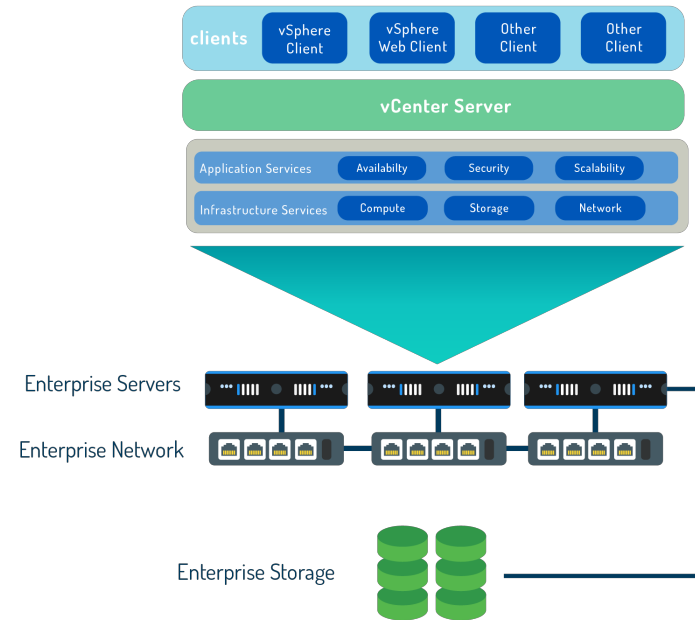 clients
vSphere
Client
vSphere
Web Client
Other
Client
Other
Client
vCenter Server
Application Services
Availabilty
Security
Scalability
Infrastructure Services
Compute
Storage
Network
Enterprise Servers
Enterprise Network
Enterprise Storage